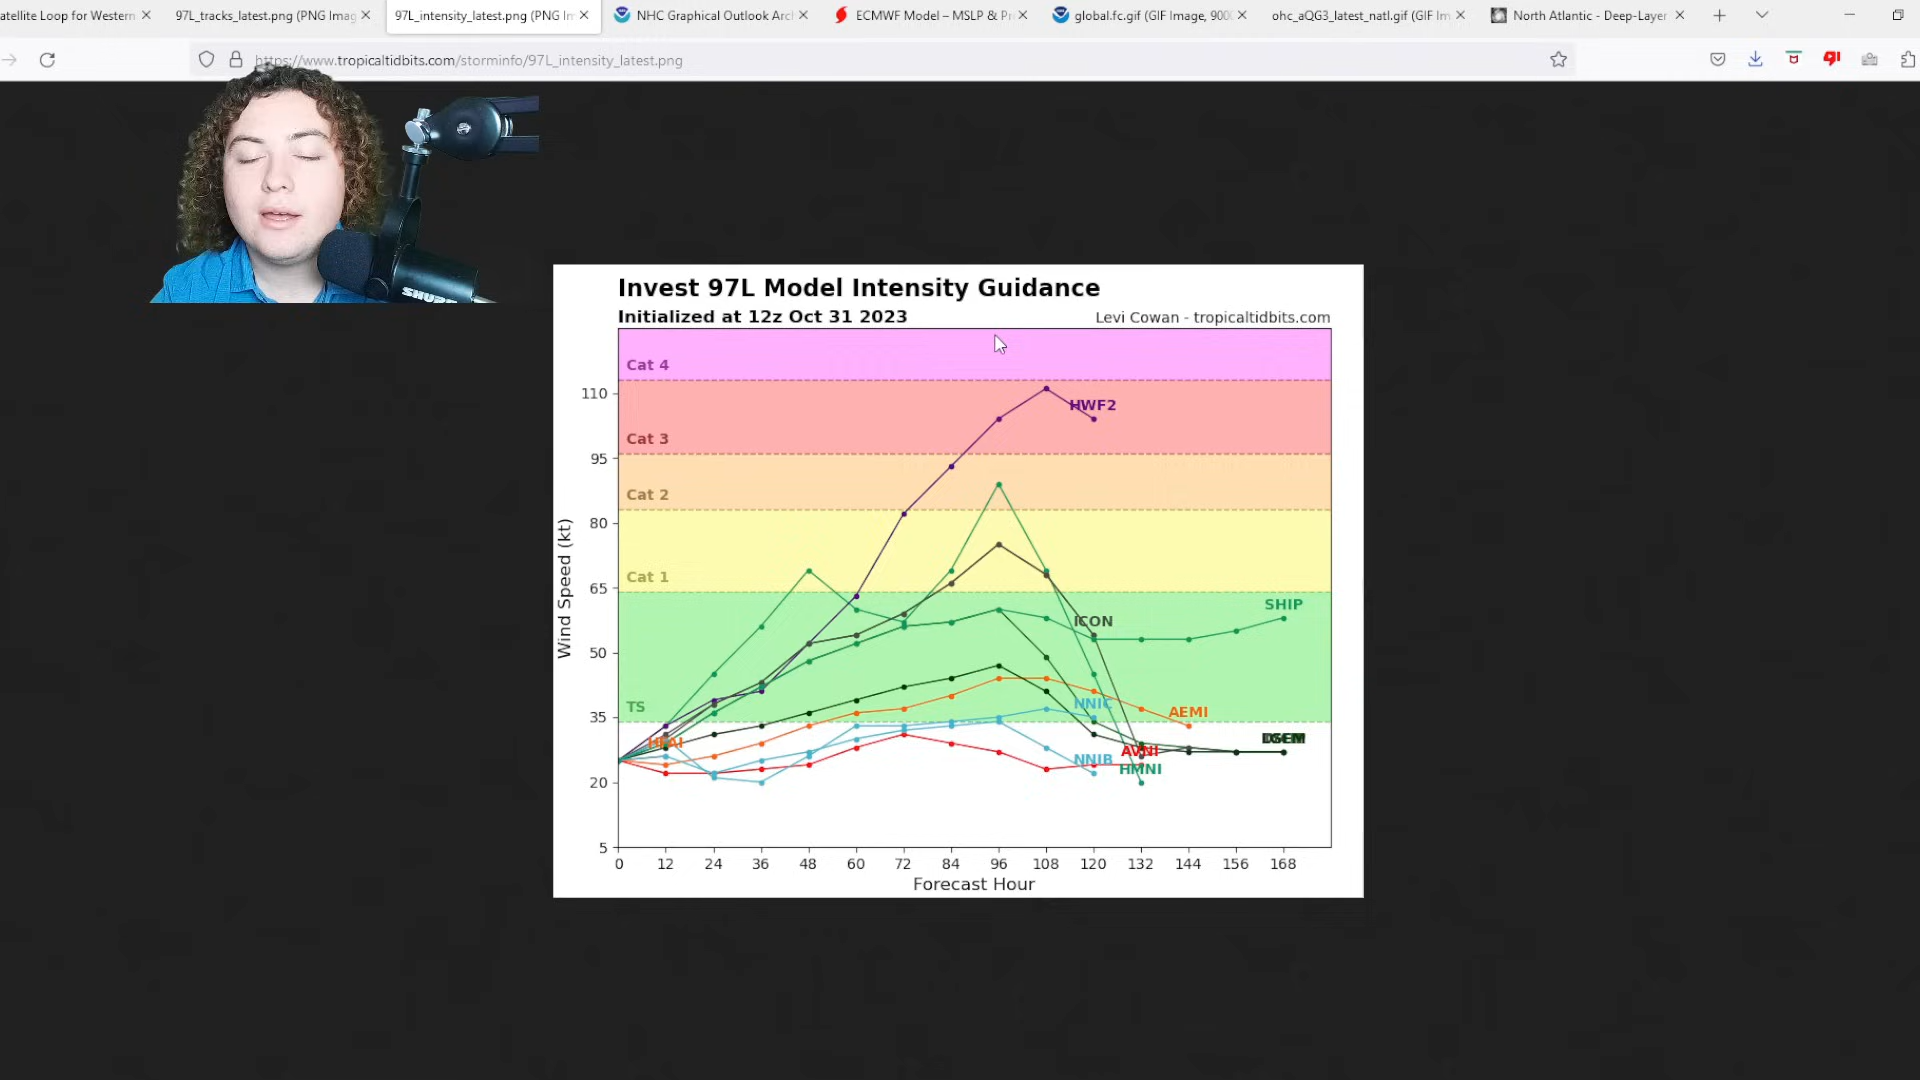 atellite Loop for Western
97L_tracks_latest.png (PNG Imag
97L_intensity_latest.png (PNG In
NHC Graphical Outlook Arc
ECMWF Model – MSLP & P
global.fc.gif (GIF Image, 900
ohc_aQG3_latest_natl.gif (GIF Im
North Atlantic - Deep-Layer
https://www.tropicaltidbits.com/storminfo/97L_intensity_latest.png
SHURE
Invest 97L Model Intensity Guidance
Initialized at 12z Oct 31 2023
Levi Cowan - tropicaltidbits.com
Cat 4
110
HWF2
Cat 3
95
Cat 2
80
Cat 1
65
SHIP
ICON
Wind Speed (kt)
50
TS
35
NNIC
AEMI
LGEM
AVNI
NNIB
HMNI
20
5
0 12 24 36 48 60 72 84 96 108 120 132 144 156 168
Forecast Hour